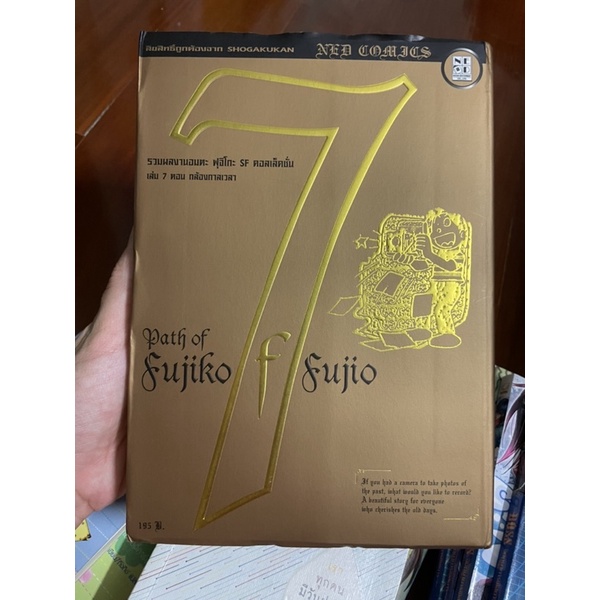 ลิขสิทธิ์ถูกต้องจาก SHOGAKUKAN
NED COMICS
7
รวมผลงานอมตะ ฟุจิโกะ SF คอลเล็คชั่น
เล่ม 7 ตอน กล้องกาลเวลา
Path of
Fujiko f Fujio
If you had a camera to take photos of
the past, what would you like to record?
A beautiful story for everyone
who cherishes the old days.
195 B.
ทุกคน